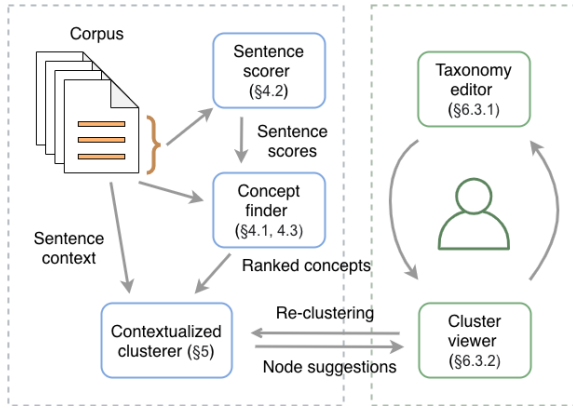 Corpus
Sentence
scorer
(§4.2)
Sentence
scores
Concept
finder
(§4.1, 4.3)
Sentence
context
Ranked concepts
Contextualized
clusterer (§5)
Re-clustering
Node suggestions
Taxonomy
editor
(§6.3.1)
Cluster
viewer
(§6.3.2)